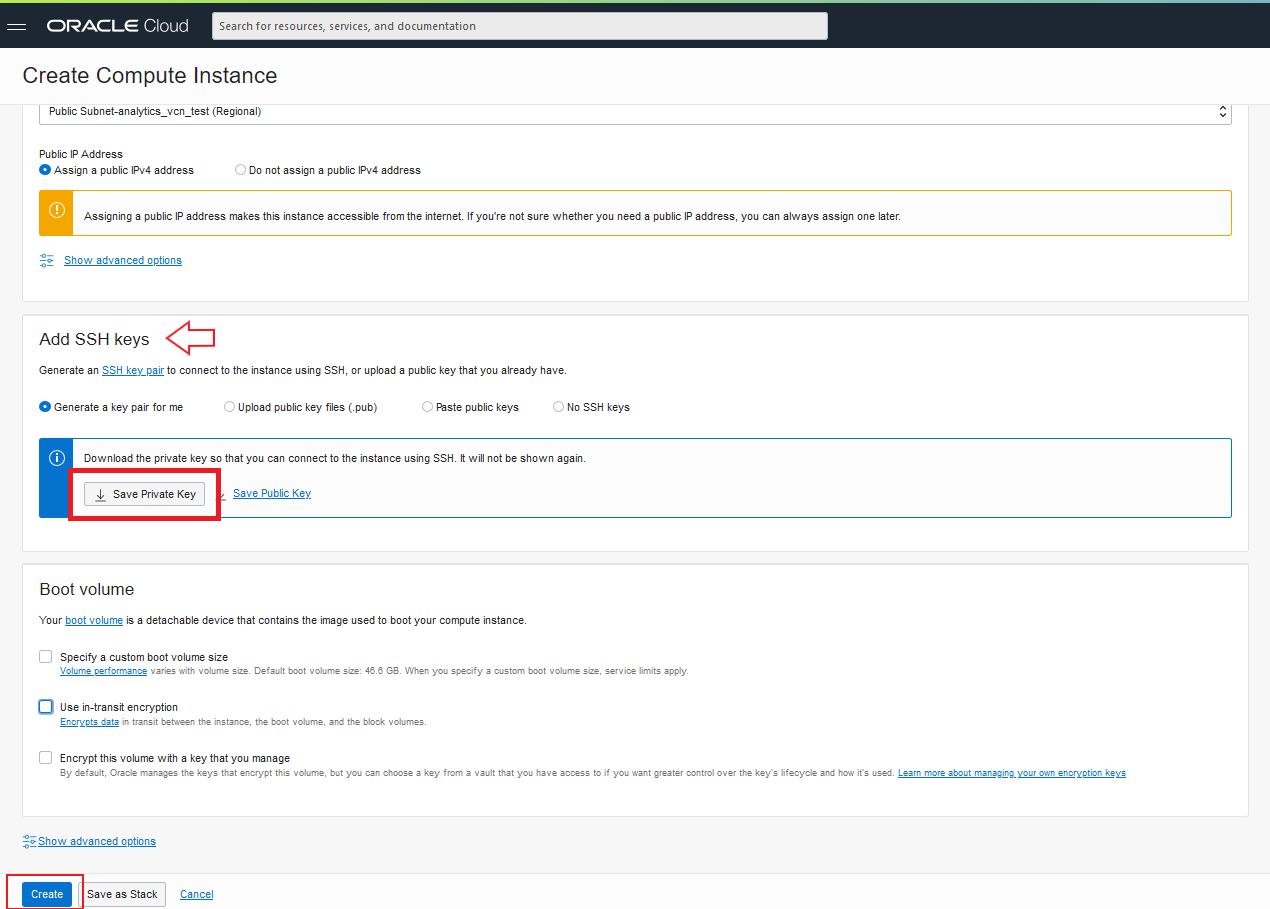 ORACLE Cloud
Search for resources, services, and documentation
Create Compute Instance
Public Subnet-analytics_vcn_test (Regional)
Public IP Address
Assign a public IPv4 address
Do not assign a public IPv4 address
Assigning a public IP address makes this instance accessible from the internet. If you're not sure whether you need a public IP address, you can always assign one later.
Show advanced options
Add SSH keys
Generate an SSH key pair to connect to the instance using SSH, or upload a public key that you already have.
Generate a key pair for me
Upload public key files (.pub)
Paste public keys
No SSH keys
Download the private key so that you can connect to the instance using SSH. It will not be shown again.
Save Private Key
Save Public Key
Boot volume
Your boot volume is a detachable device that contains the image used to boot your compute instance.
Specify a custom boot volume size
Volume performance varies with volume size. Default boot volume size: 46.6 GB. When you specify a custom boot volume size, service limits apply.
Use in-transit encryption
Encrypts data in transit between the instance, the boot volume, and the block volumes.
Encrypt this volume with a key that you manage
By default, Oracle manages the keys that encrypt this volume, but you can choose a key from a vault that you have access to if you want greater control over the key's lifecycle and how it's used. Learn more about managing your own encryption keys
Show advanced options
Create
Save as Stack
Cancel